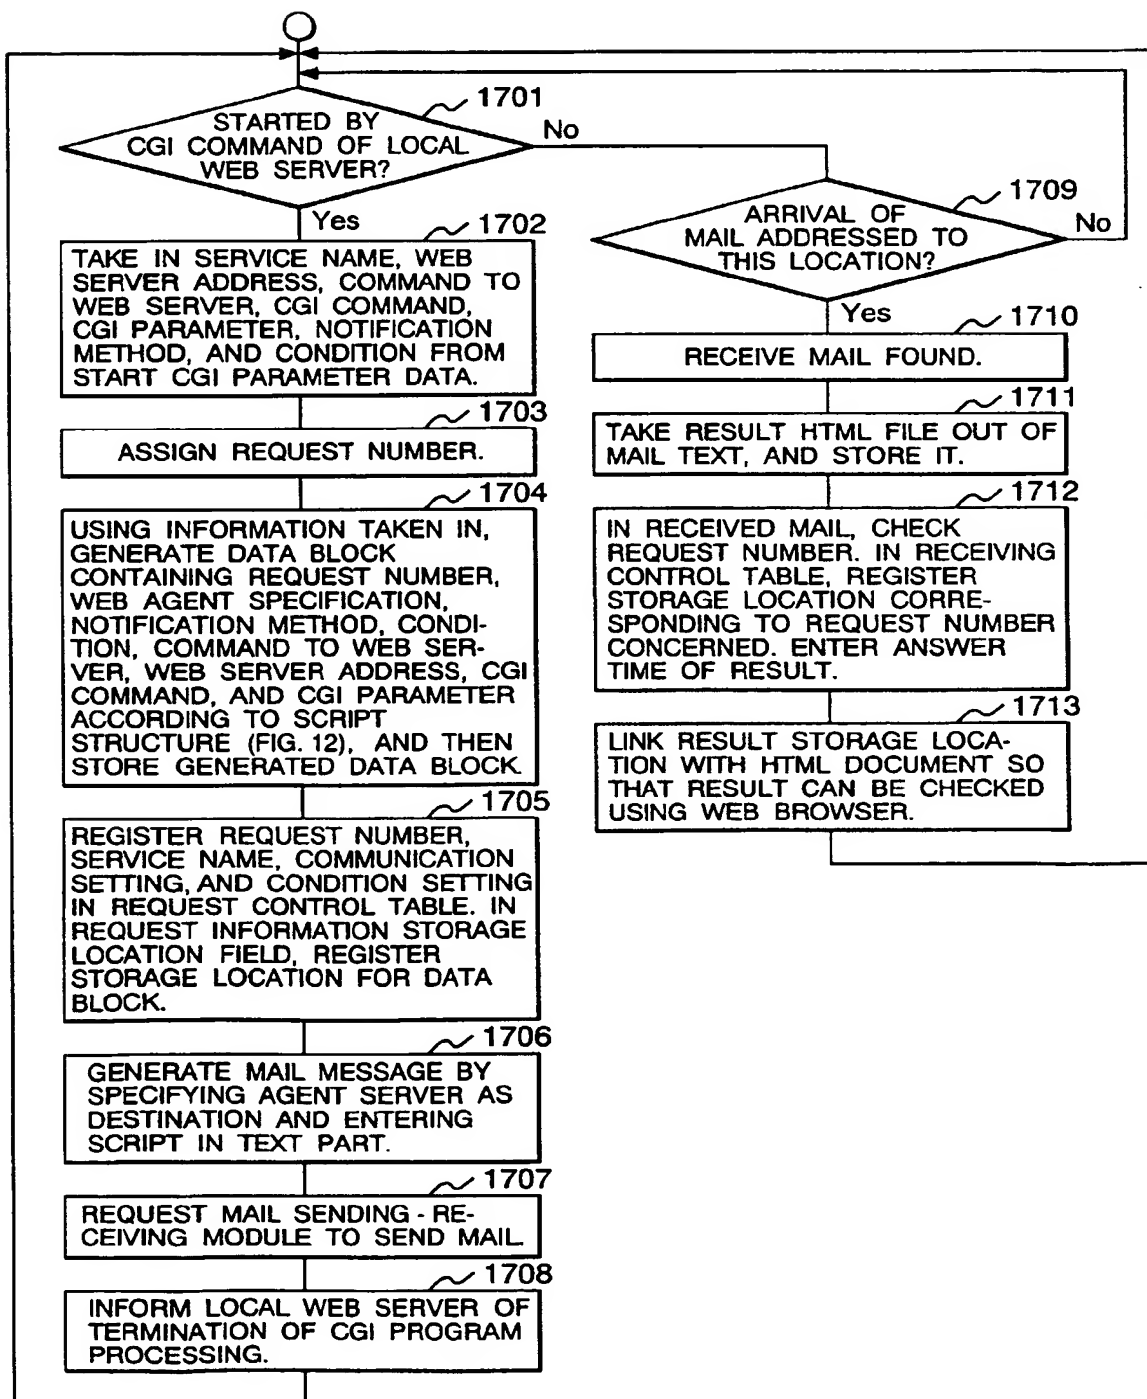 1701
STARTED BY
CGI COMMAND OF LOCAL
WEB SERVER?
No
Yes
1702
TAKE IN SERVICE NAME, WEB
SERVER ADDRESS, COMMAND TO
WEB SERVER, CGI COMMAND,
CGI PARAMETER, NOTIFICATION
METHOD, AND CONDITION FROM
START CGI PARAMETER DATA.
1703
ASSIGN REQUEST NUMBER.
1704
USING INFORMATION TAKEN IN,
GENERATE DATA BLOCK
CONTAINING REQUEST NUMBER,
WEB AGENT SPECIFICATION,
NOTIFICATION METHOD, CONDI-
TION, COMMAND TO WEB SER-
VER, WEB SERVER ADDRESS, CGI
COMMAND, AND CGI PARAMETER
ACCORDING TO SCRIPT
STRUCTURE (FIG. 12), AND THEN
STORE GENERATED DATA BLOCK.
1705
REGISTER REQUEST NUMBER,
SERVICE NAME, COMMUNICATION
SETTING, AND CONDITION SETTING
IN REQUEST CONTROL TABLE. IN
REQUEST INFORMATION STORAGE
LOCATION FIELD, REGISTER
STORAGE LOCATION FOR DATA
BLOCK.
1706
GENERATE MAIL MESSAGE BY
SPECIFYING AGENT SERVER AS
DESTINATION AND ENTERING
SCRIPT IN TEXT PART.
1707
REQUEST MAIL SENDING - RE-
CEIVING MODULE TO SEND MAIL
1708
INFORM LOCAL WEB SERVER OF
TERMINATION OF CGI PROGRAM
PROCESSING.
1709
ARRIVAL OF
MAIL ADDRESSED TO
THIS LOCATION?
No
Yes
1710
RECEIVE MAIL FOUND.
1711
TAKE RESULT HTML FILE OUT OF
MAIL TEXT, AND STORE IT.
1712
IN RECEIVED MAIL, CHECK
REQUEST NUMBER. IN RECEIVING
CONTROL TABLE, REGISTER
STORAGE LOCATION CORRE-
SPONDING TO REQUEST NUMBER
CONCERNED. ENTER ANSWER
TIME OF RESULT.
1713
LINK RESULT STORAGE LOCA-
TION WITH HTML DOCUMENT SO
THAT RESULT CAN BE CHECKED
USING WEB BROWSER.